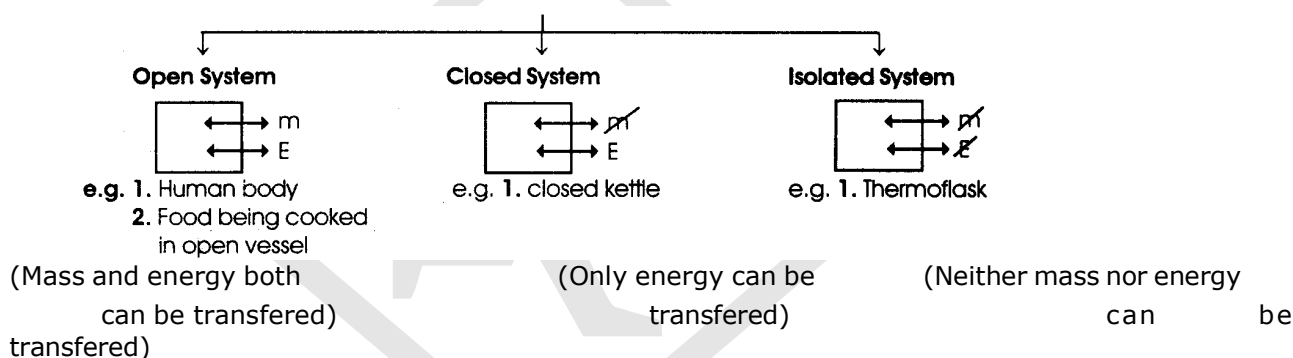 Open System Closed System Isolated System
m m m
E E E
e.g. 1. Human body e.g. 1. closed kettle e.g. 1. Thermoflask
2. Food being cooked
in open vessel
(Mass and energy both (Only energy can be (Neither mass nor energy
can be transfered) transfered) can be
transfered)